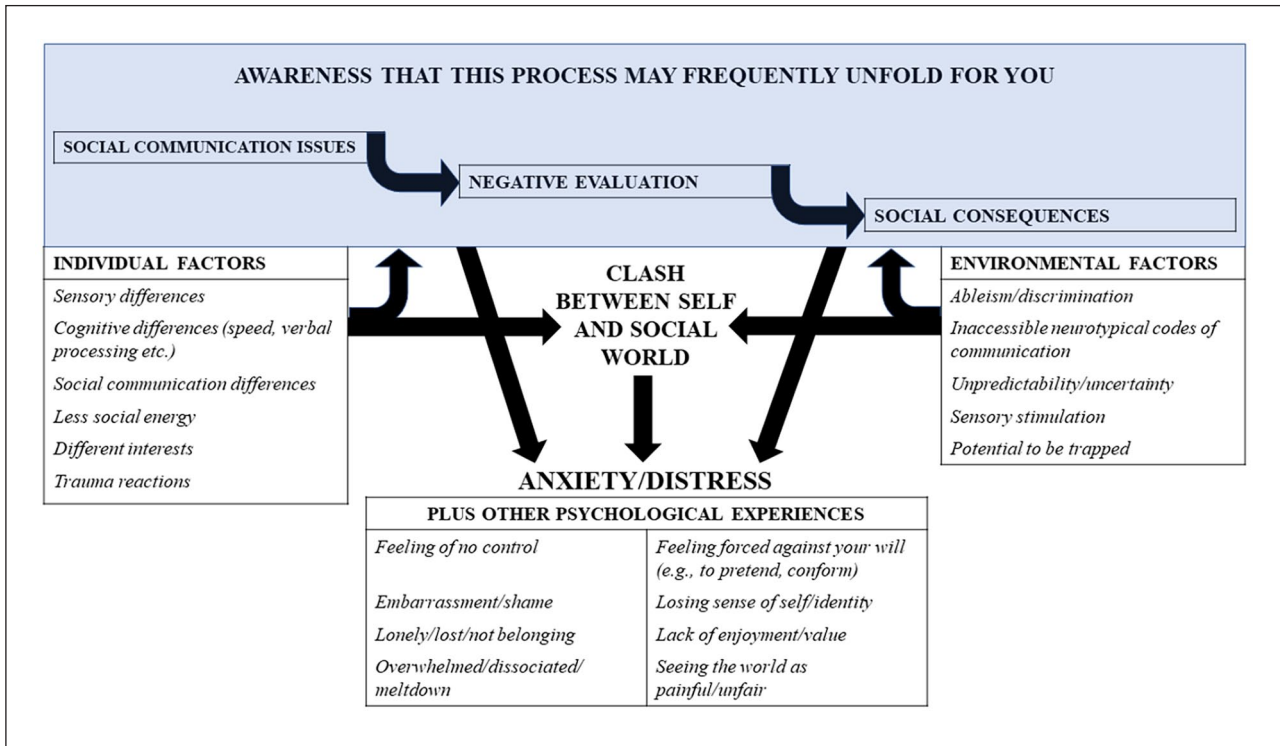 AWARENESS THAT THIS PROCESS MAY FREQUENTLY UNFOLD FOR YOU
SOCIAL COMMUNICATION ISSUES
NEGATIVE EVALUATION
SOCIAL CONSEQUENCES
INDIVIDUAL FACTORS
Sensory differences
Cognitive differences (speed, verbal
processing etc.)
Social communication differences
Less social energy
Different interests
Trauma reactions
CLASH
BETWEEN SELF
AND SOCIAL
WORLD
ENVIRONMENTAL FACTORS
Ableism/discrimination
Inaccessible neurotypical codes of
communication
Unpredictability/uncertainty
Sensory stimulation
Potential to be trapped
ANXIETY/DISTRESS
PLUS OTHER PSYCHOLOGICAL EXPERIENCES
Feeling of no control
Embarrassment/shame
Lonely/lost/not belonging
Overwhelmed/dissociated/
meltdown
Feeling forced against your will
(e.g., to pretend, conform)
Losing sense of self/identity
Lack of enjoyment/value
Seeing the world as
painful/unfair